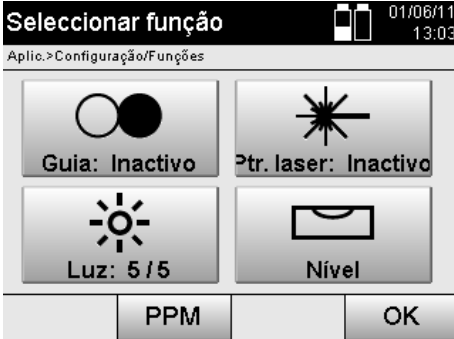 Seleccionar função
01/06/11
13:03
Aplic.>Configuração/Funções
Guia: Inactivo
Ptr. laser: Inactivo
Luz: 5/5
Nível
PPM
OK